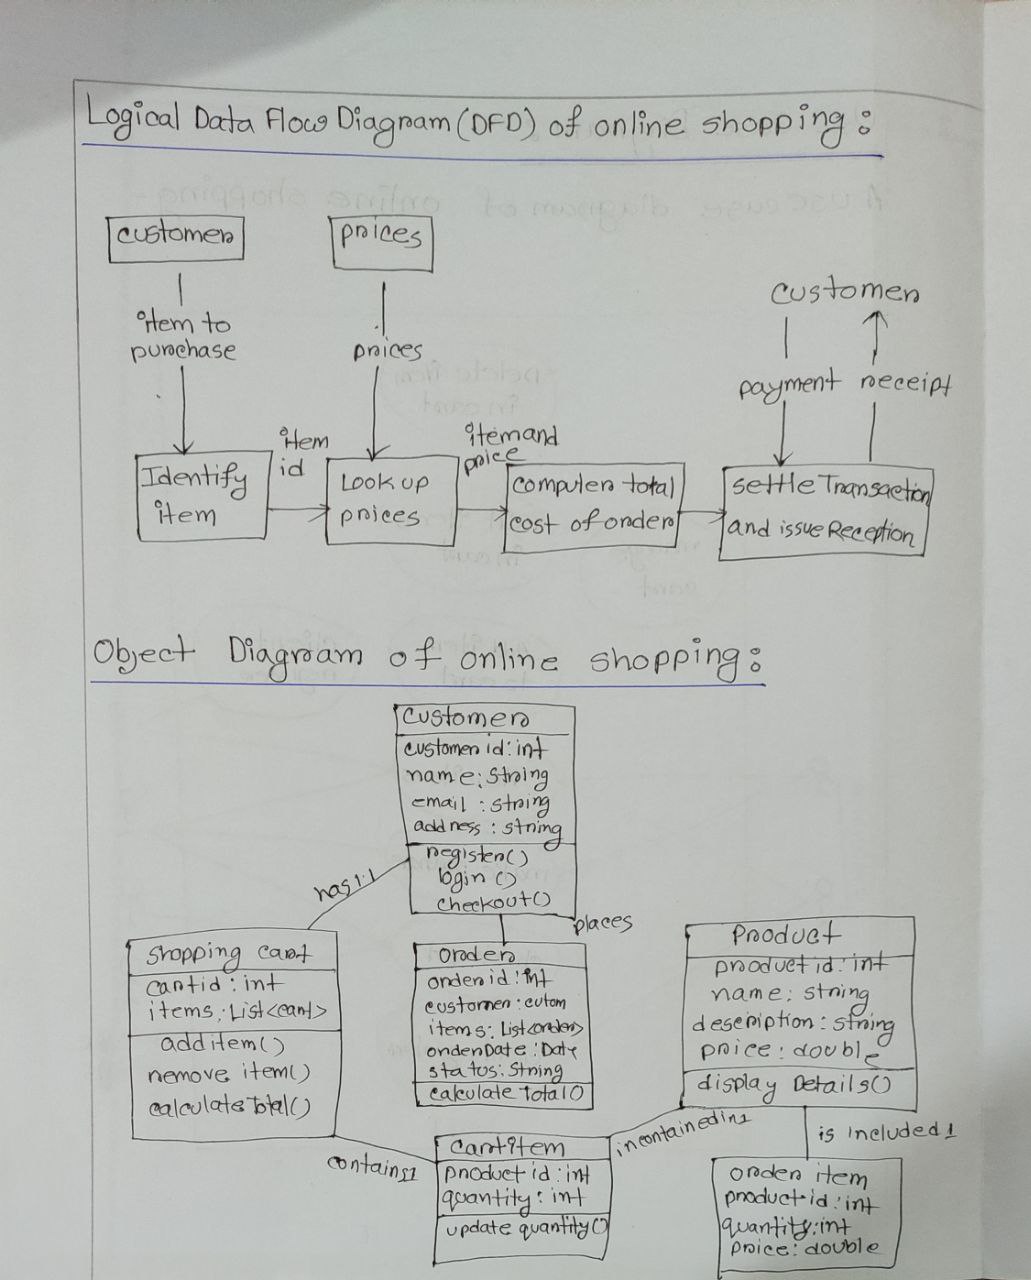 Logical Data Flow Diagram (DFD) of online shopping :
customer
prices
item to
purchase
prices
customer
payment receipt
Identify
item
item
id
Look up
prices
item and
price
computer total
cost of order
settle Transaction
and issue Reception
Object Diagram of online shopping :
Customer
customer id : int
name : String
email : string
address : string
register()
login ()
checkout()
has 1:1
places
shopping cart
cartid : int
items : List<cart>
add item()
remove item()
calculate Total()
order
order id : int
customer : cutom
items : List<order>
orderDate : Date
status : String
calculate Total()
product
product id : int
name : string
description : string
price : double
display Details()
contains 1
cartitem
product id : int
quantity : int
update quantity()
incontainedin1
is included 1
order item
product id : int
quantity : int
price : double